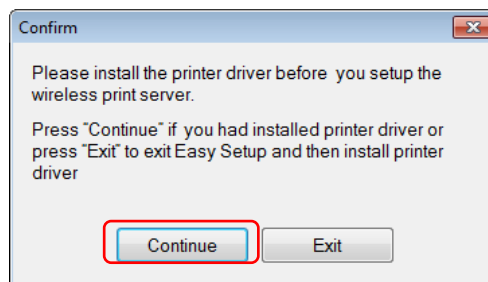 Confirm
Please install the printer driver before  you setup the
wireless print server.
Press "Continue" if  you had installed printer driver or
press "Exit" to exit Easy Setup and then install printer
driver
Continue
Exit